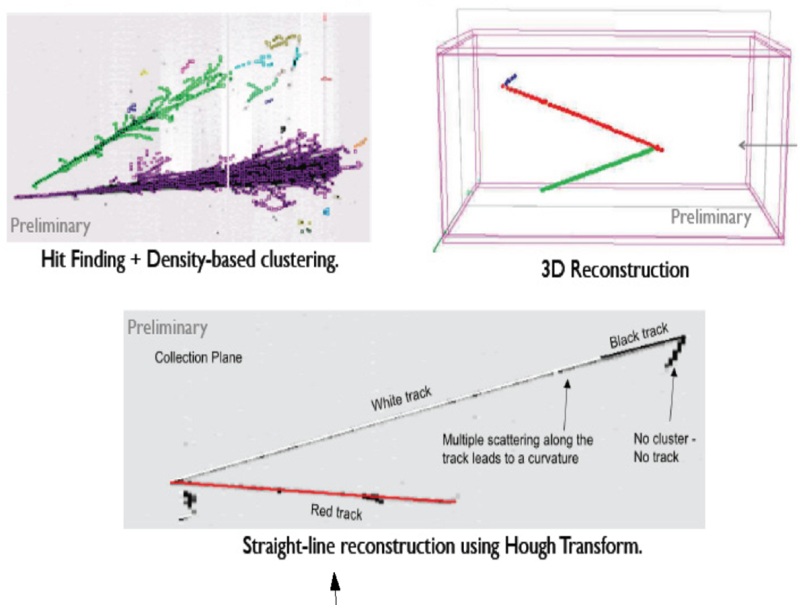 Preliminary
Hit Finding + Density-based clustering.
Preliminary
3D Reconstruction
Preliminary
Collection Plane
Black track
White track
Multiple scattering along the
track leads to a curvature
No cluster -
No track
Red track
Straight-line reconstruction using Hough Transform.